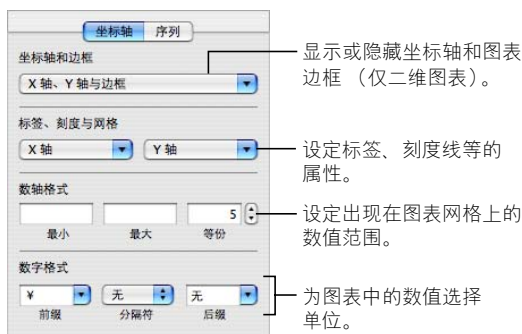 坐标轴 序列
坐标轴和边框
X 轴、Y 轴与边框
显示或隐藏坐标轴和图表
边框 （仅二维图表）。
标签、刻度与网格
X 轴 Y 轴
设定标签、刻度线等的
属性。
数轴格式
5
最小 最大 等份
设定出现在图表网格上的
数值范围。
数字格式
¥ 无 无
前缀 分隔符 后缀
为图表中的数值选择
单位。